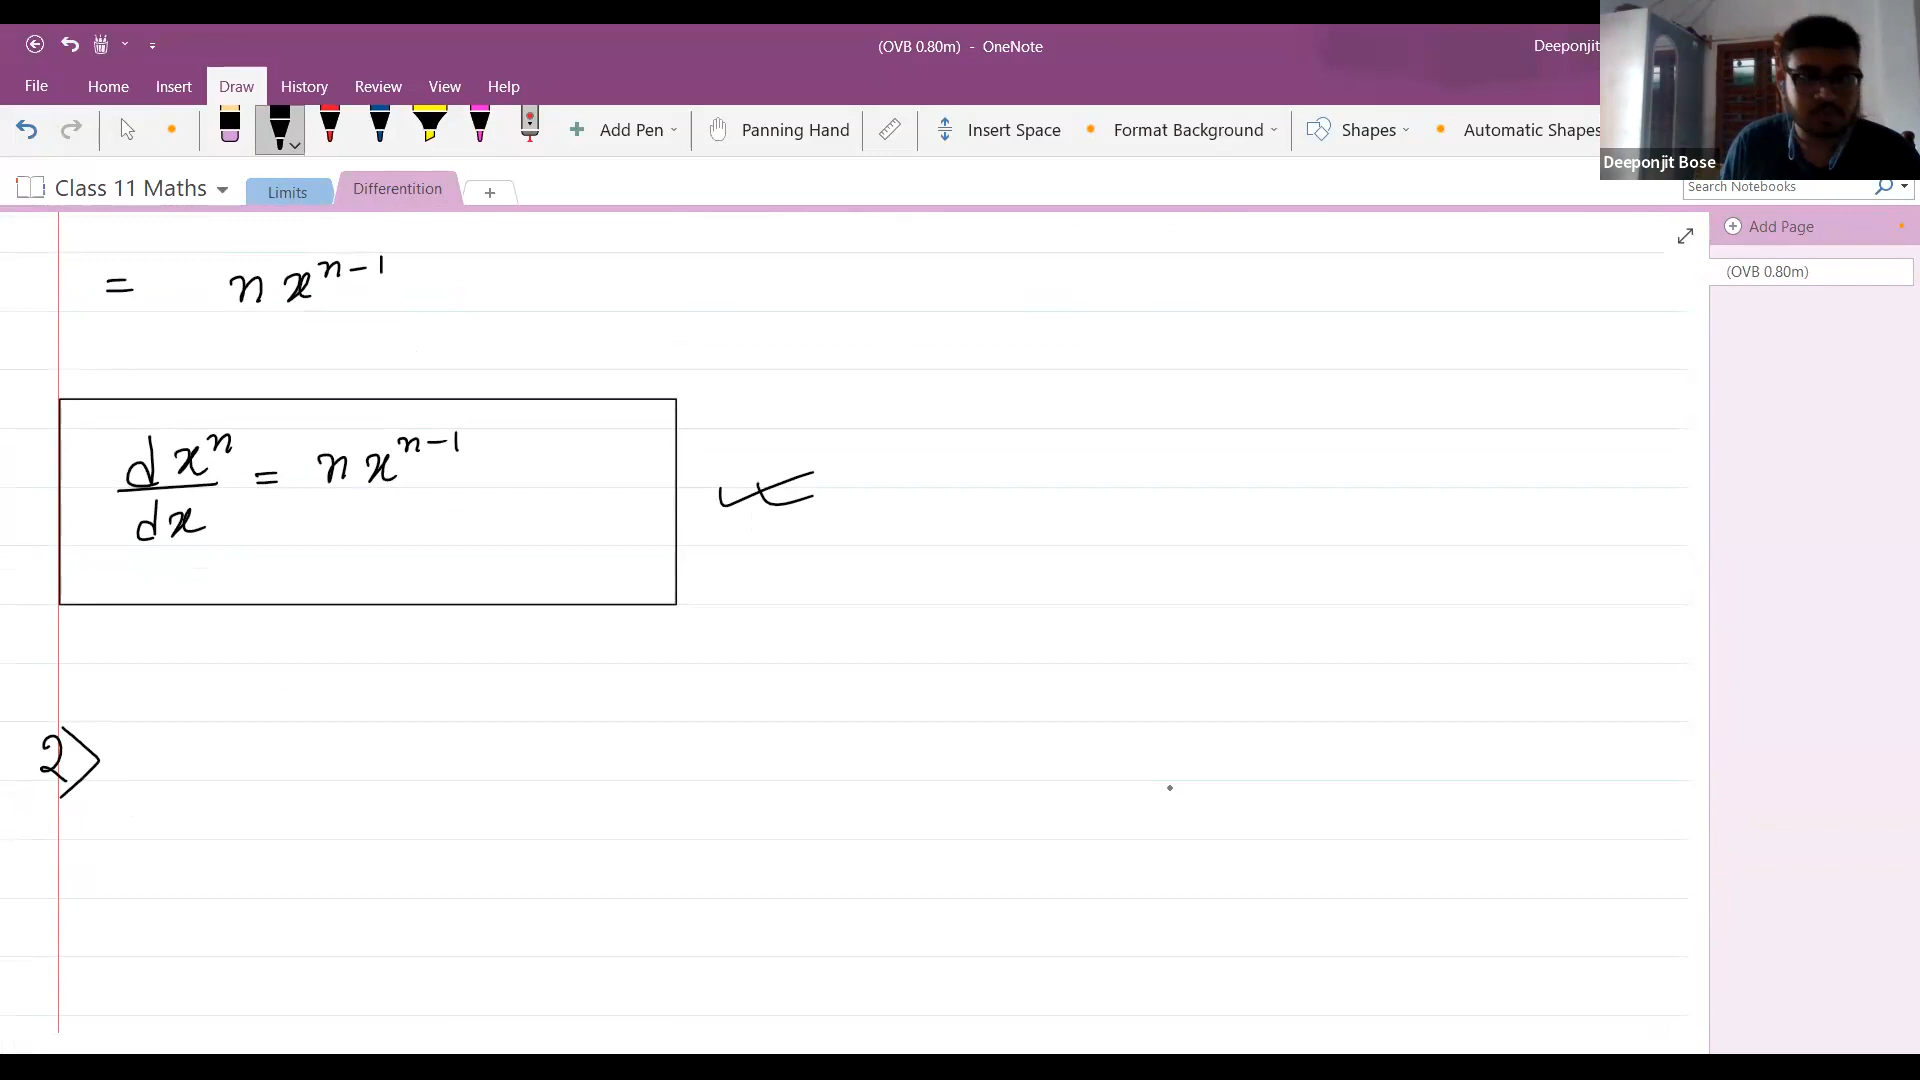 (OVB 0.80m) - OneNote
Deeponjit
File Home Insert Draw History Review View Help
Add Pen Panning Hand Insert Space Format Background Shapes Automatic Shapes
Deeponjit Bose
Class 11 Maths Limits Differentition +
Search Notebooks
Add Page
(OVB 0.80m)
= n x^{n-1}
\frac{d x^n}{dx} = n x^{n-1}
2>